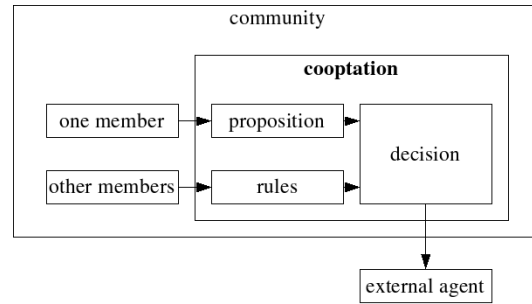 community
cooptation
one member
proposition
decision
other members
rules
external agent